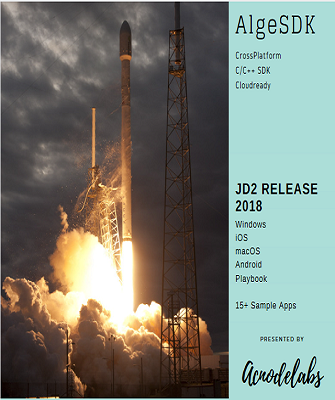 AlgeSDK
CrossPlatform
C/C++ SDK
Cloudready
JD2 RELEASE
2018
Windows
iOS
macOS
Android
Playbook
15+ Sample Apps
PRESENTED BY
Acnodelabs